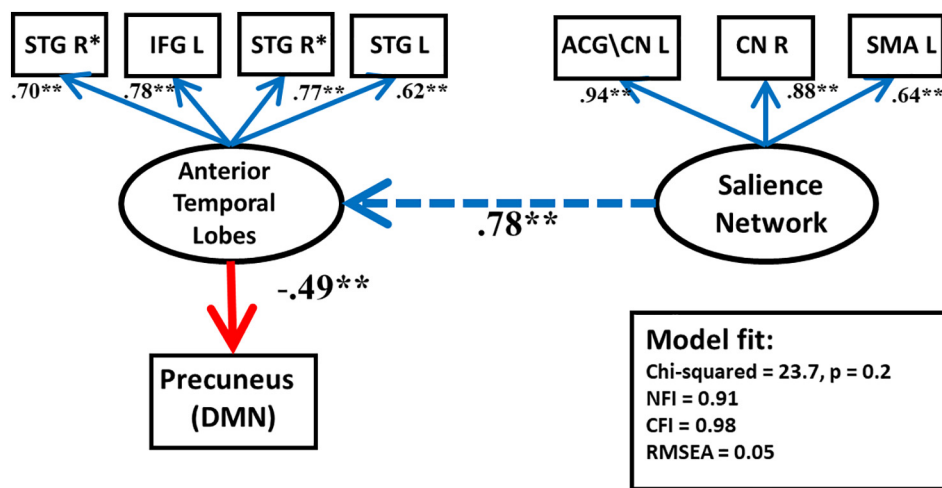 STG R*
IFG L
STG R*
STG L
ACG\CN L
CN R
SMA L
.70**
.78**
.77**
.62**
.94**
.88**
.64**
Anterior
Temporal
Lobes
Salience
Network
.78**
-.49**
Precuneus
(DMN)
Model fit:
Chi-squared = 23.7, p = 0.2
NFI = 0.91
CFI = 0.98
RMSEA = 0.05